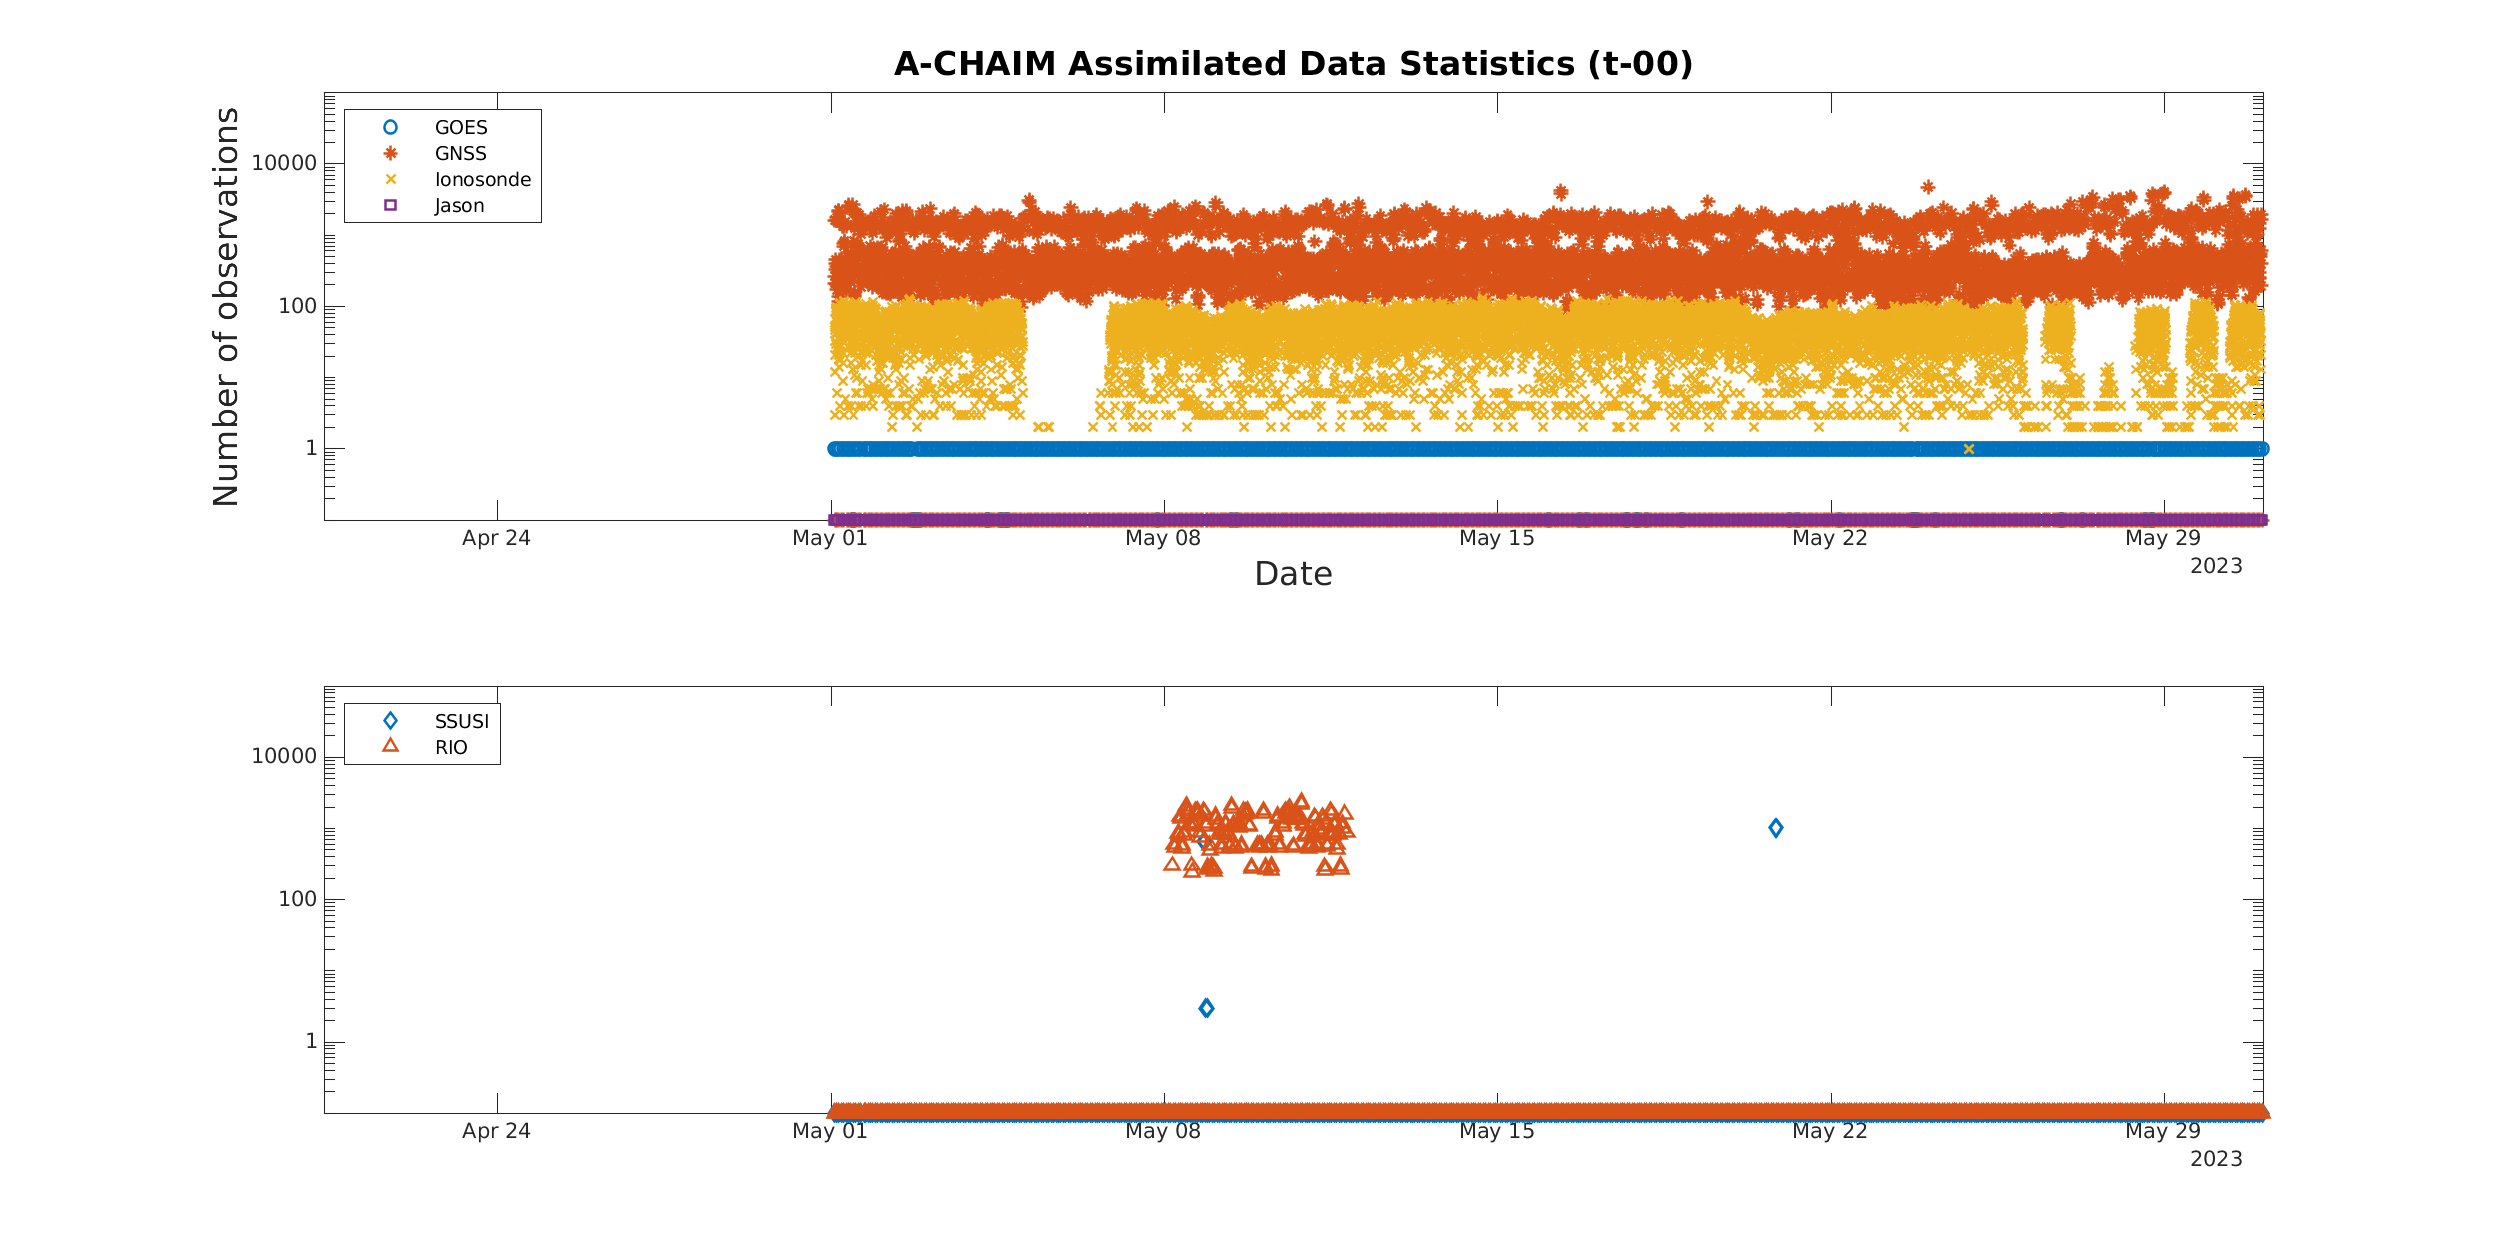 A-CHAIM Assimilated Data Statistics (t-00)
Number of observations
10000
100
1
GOES
GNSS
Ionosonde
Jason
Apr 24
May 01
May 08
May 15
May 22
May 29
2023
Date
10000
100
1
SSUSI
RIO
Apr 24
May 01
May 08
May 15
May 22
May 29
2023